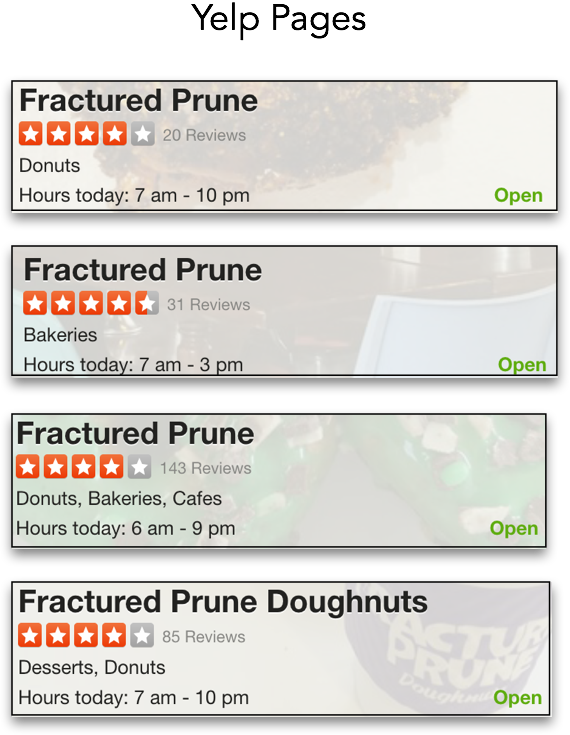 Yelp Pages
Fractured Prune
20 Reviews
Donuts
Hours today: 7 am - 10 pm Open
Fractured Prune
31 Reviews
Bakeries
Hours today: 7 am - 3 pm Open
Fractured Prune
143 Reviews
Donuts, Bakeries, Cafes
Hours today: 6 am - 9 pm Open
Fractured Prune Doughnuts
85 Reviews
Desserts, Donuts
Hours today: 7 am - 10 pm Open
PRUNE